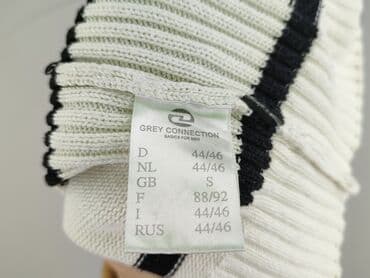 GREY CONNECTION
BASICS FOR MEN
D 44/46
NL 44/46
GB S
F 88/92
I 44/46
RUS 44/46